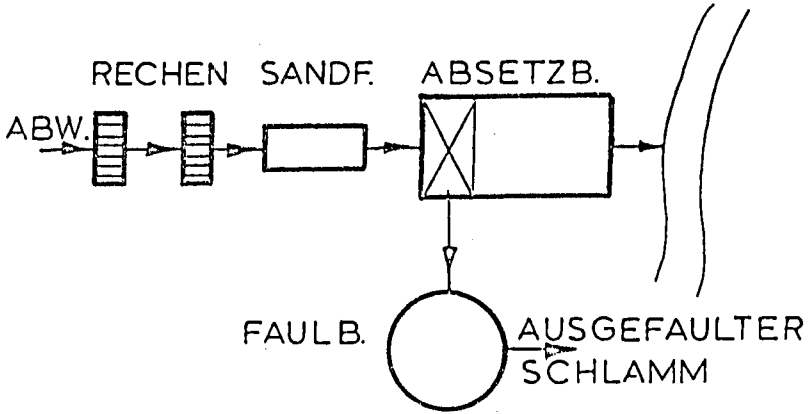 RECHEN SANDF. ABSETZB.
ABW.
FAULB.
AUSGEFAULTER
SCHLAMM